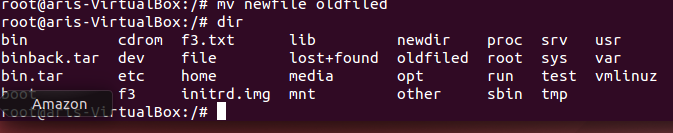 root@aris-VirtualBox:/# mv newfile oldfiled
root@aris-VirtualBox:/# dir
bin cdrom f3.txt lib newdir proc srv usr
binback.tar dev file lost+found oldfiled root sys var
bin.tar etc home media opt run test vmlinuz
boot f3 initrd.img mnt other sbin tmp
Amazon
root@aris-VirtualBox:/#